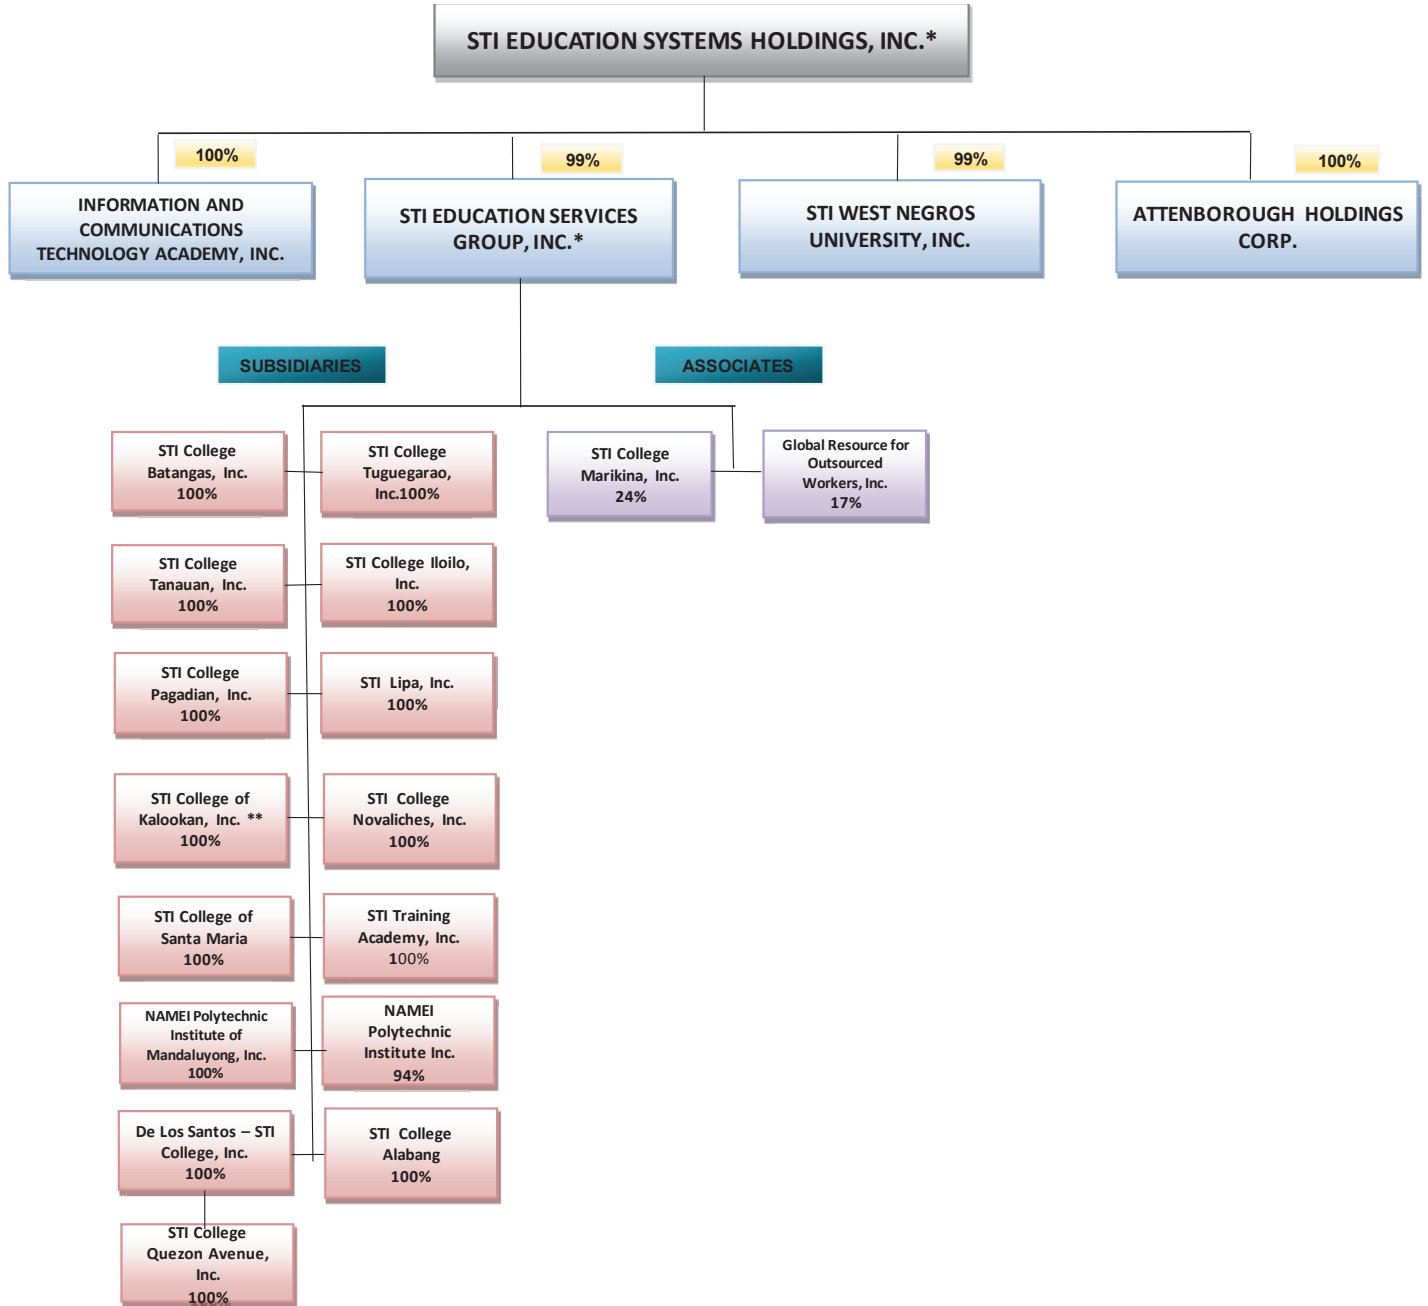 STI EDUCATION SYSTEMS HOLDINGS, INC.*
100%
99%
99%
100%
INFORMATION AND
COMMUNICATIONS
TECHNOLOGY ACADEMY, INC.
STI EDUCATION SERVICES
GROUP, INC.*
STI WEST NEGROS
UNIVERSITY, INC.
ATTENBOROUGH HOLDINGS
CORP.
SUBSIDIARIES
ASSOCIATES
STI College
Batangas, Inc.
100%
STI College
Tuguegarao,
Inc.100%
STI College
Marikina, Inc.
24%
Global Resource for
Outsourced
Workers, Inc.
17%
STI College
Tanauan, Inc.
100%
STI College Iloilo,
Inc.
100%
STI College
Pagadian, Inc.
100%
STI Lipa, Inc.
100%
STI College of
Kalookan, Inc. **
100%
STI College
Novaliches, Inc.
100%
STI College of
Santa Maria
100%
STI Training
Academy, Inc.
100%
NAMEI Polytechnic
Institute of
Mandaluyong, Inc.
100%
NAMEI
Polytechnic
Institute Inc.
94%
De Los Santos – STI
College, Inc.
100%
STI College
Alabang
100%
STI College
Quezon Avenue,
Inc.
100%